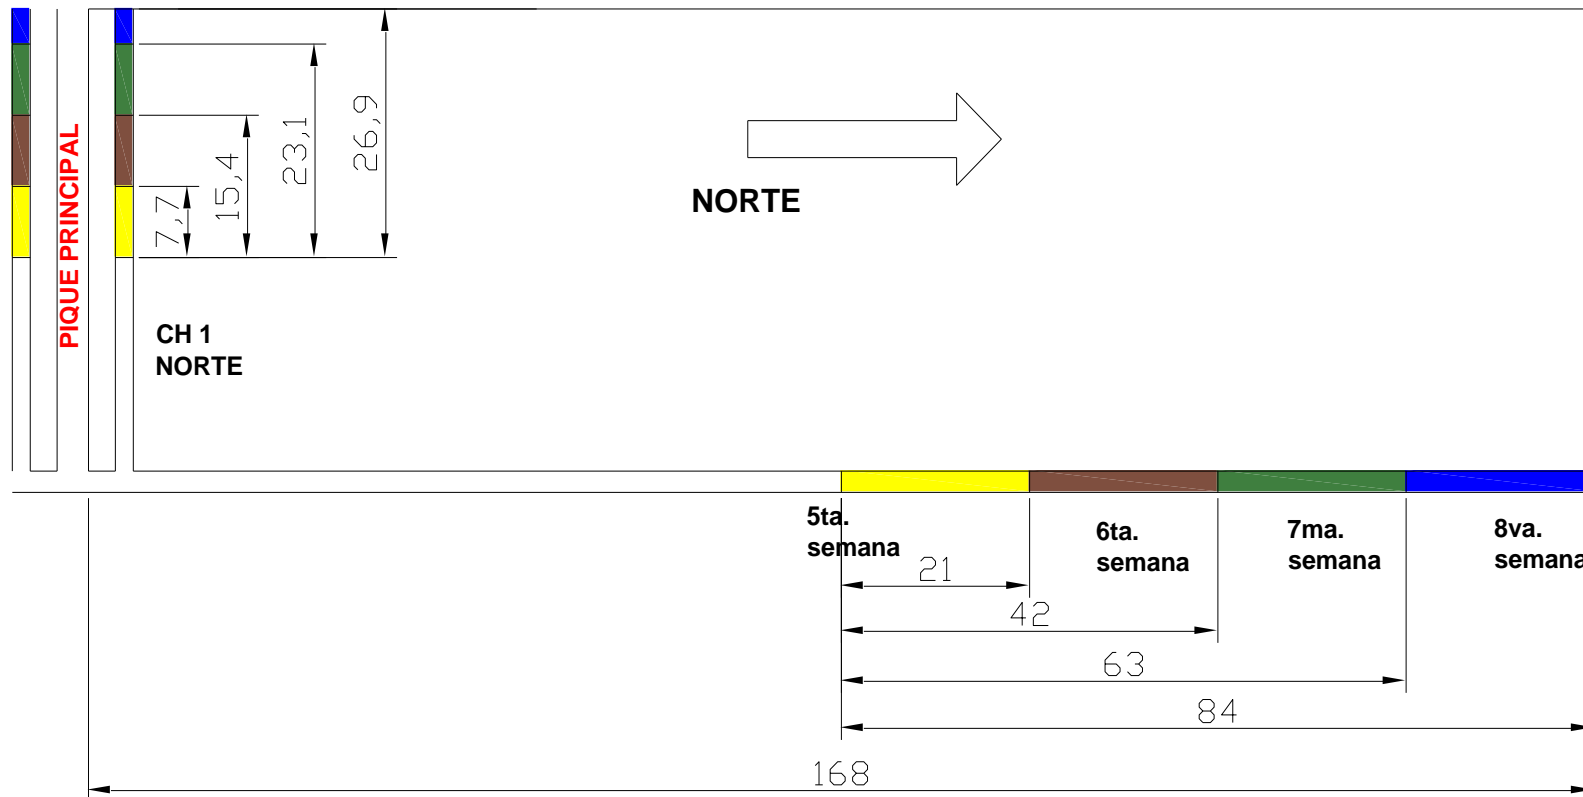 PIQUE PRINCIPAL
7,7
15,4
23,1
26,9
NORTE
CH 1
NORTE
5ta.
semana
6ta.
semana
7ma.
semana
8va.
semana
21
42
63
84
168